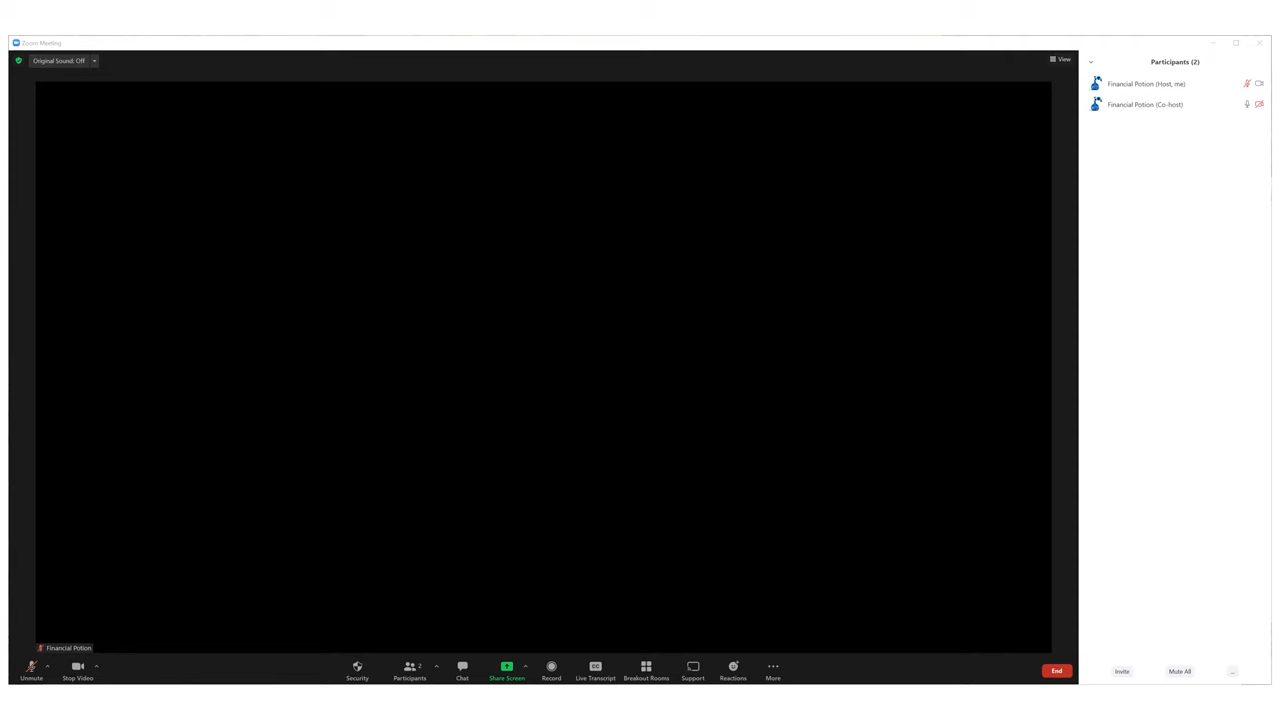 Zoom Meeting
Original Sound: Off
View
Participants (2)
Financial Potion (Host, me)
Financial Potion (Co-host)
Financial Potion
Unmute
Stop Video
Security
2
Participants
Chat
Share Screen
Record
Live Transcript
Breakout Rooms
Support
Reactions
More
End
Invite
Mute All
...